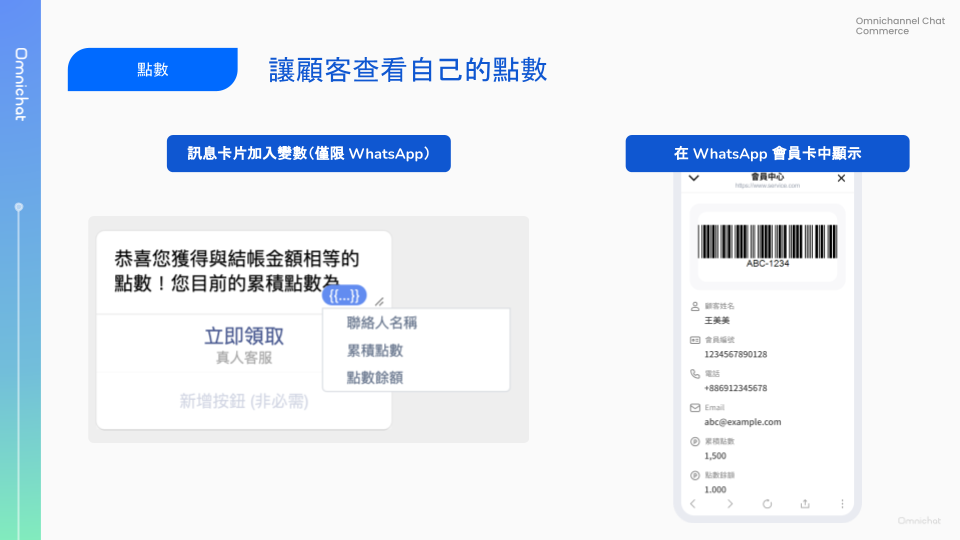 Omnichannel Chat
Commerce
Omnichat
點數
讓顧客查看自己的點數
訊息卡片加入變數（僅限 WhatsApp）
恭喜您獲得與結帳金額相等的
點數！您目前的累積點數為
{{...}}
聯絡人名稱
累積點數
點數餘額
立即領取
真人客服
新增按鈕 (非必需)
在 WhatsApp 會員卡中顯示
會員中心
https://www.service.com
ABC-1234
顧客姓名
王美美
會員編號
1234567890128
電話
+886912345678
Email
abc@example.com
累積點數
1,500
點數餘額
1.000
Omnichat